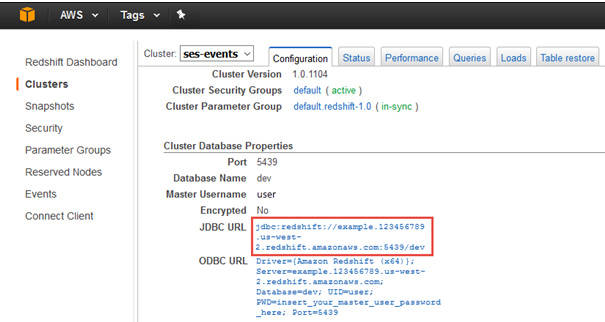 AWS Tags
Cluster: ses-events Configuration Status Performance Queries Loads Table restore
Redshift Dashboard
Clusters
Snapshots
Security
Parameter Groups
Reserved Nodes
Events
Connect Client
Cluster Version 1.0.1104
Cluster Security Groups default ( active )
Cluster Parameter Group default.redshift-1.0 ( in-sync )
Cluster Database Properties
Port 5439
Database Name dev
Master Username user
Encrypted No
JDBC URL jdbc:redshift://example.123456789
.us-west-
2.redshift.amazonaws.com:5439/dev
ODBC URL Driver={Amazon Redshift (x64)};
Server=example.123456789.us-west-
2.redshift.amazonaws.com;
Database=dev; UID=user;
PWD=insert_your_master_user_password
_here; Port=5439